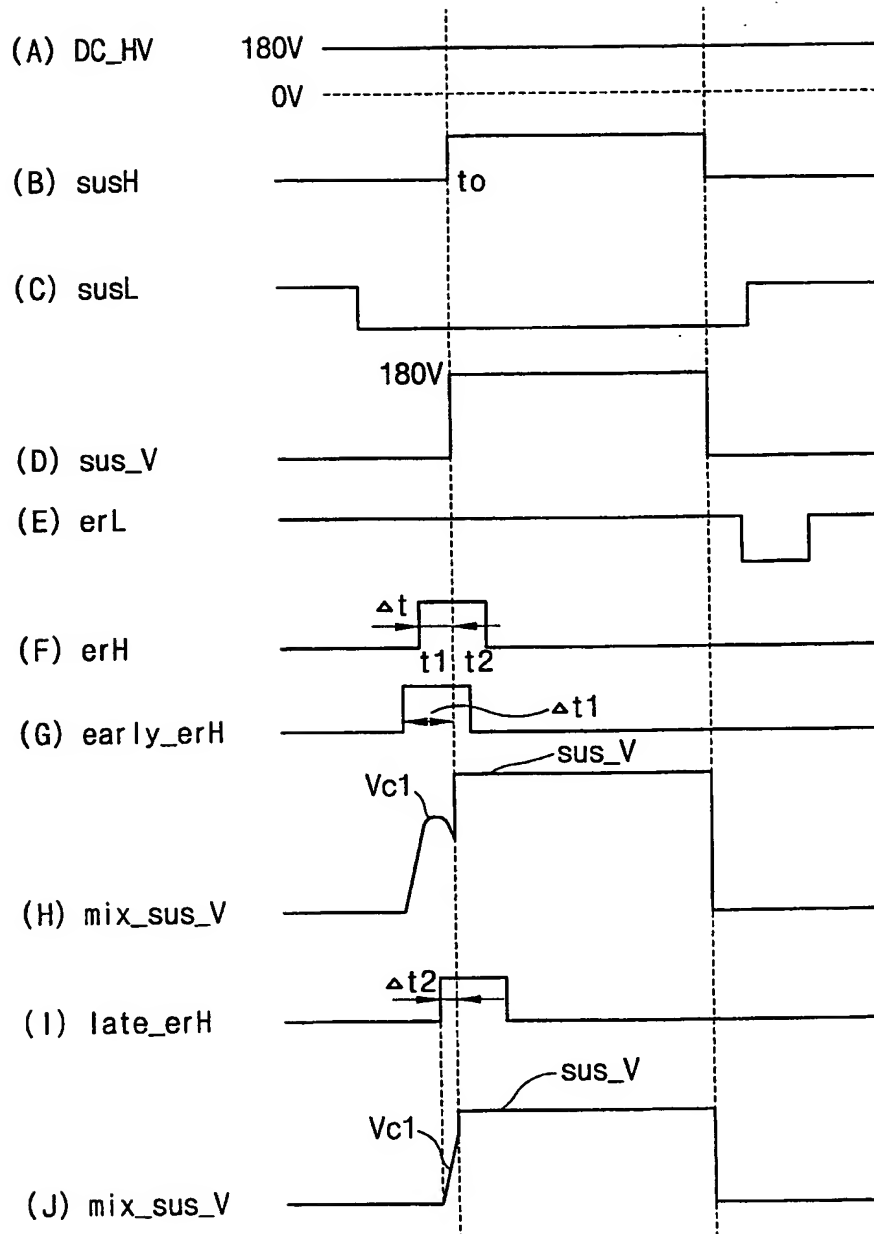 (A) DC_HV 180V
0V
(B) susH to
(C) susL
180V
(D) sus_V
(E) erL
Δt
(F) erH t1 t2
(G) early_erH Δt1
sus_V
Vc1
(H) mix_sus_V
Δt2
(I) late_erH
sus_V
Vc1
(J) mix_sus_V